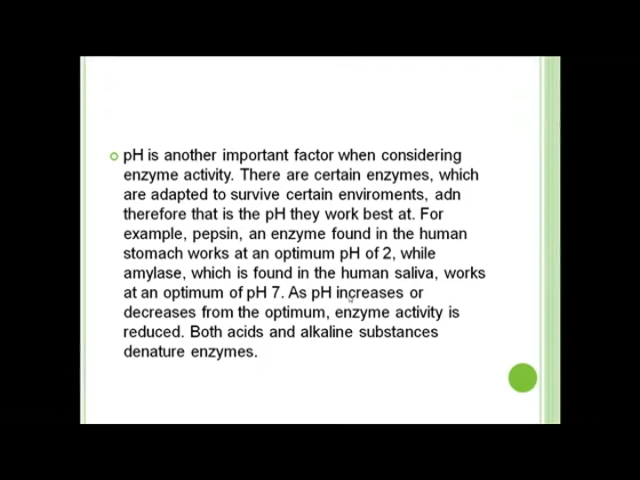 pH is another important factor when considering
enzyme activity. There are certain enzymes, which
are adapted to survive certain enviroments, adn
therefore that is the pH they work best at. For
example, pepsin, an enzyme found in the human
stomach works at an optimum pH of 2, while
amylase, which is found in the human saliva, works
at an optimum of pH 7. As pH increases or
decreases from the optimum, enzyme activity is
reduced. Both acids and alkaline substances
denature enzymes.